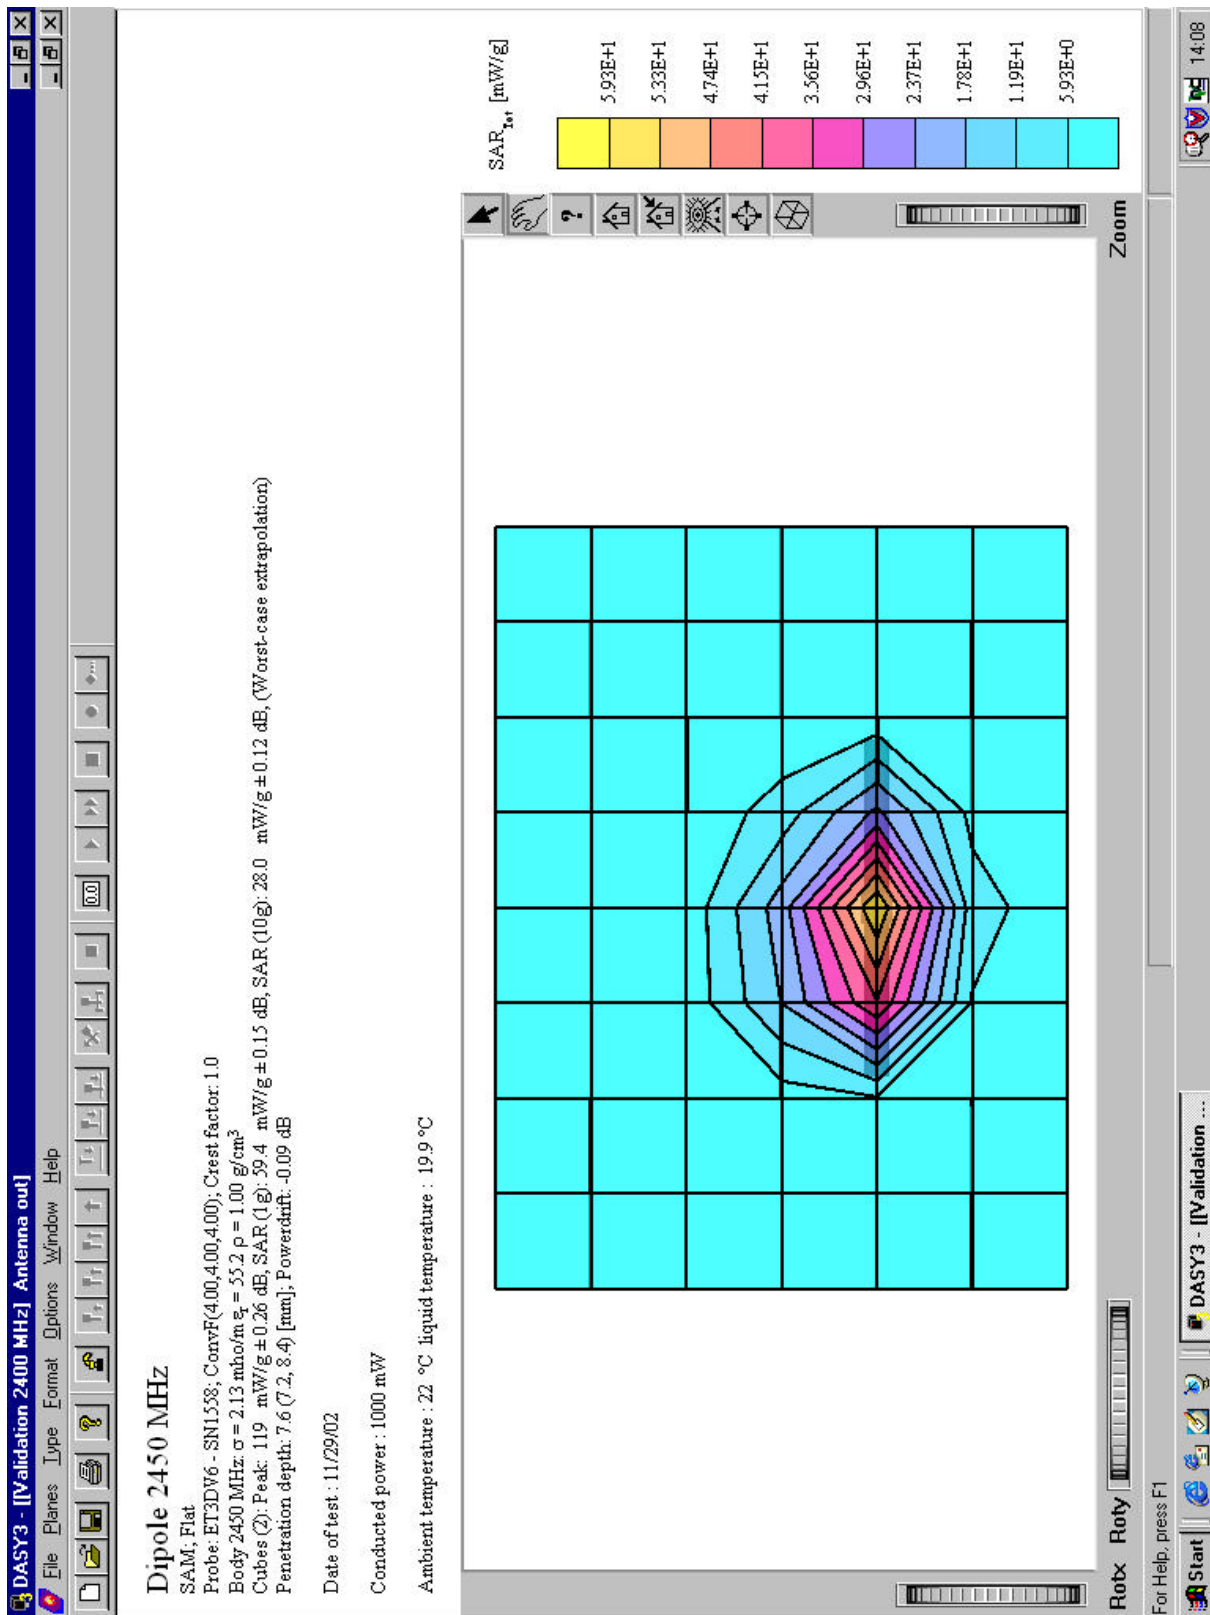 DASY3 - [[Validation 2400 MHz]  Antenna out]
File Planes Type Format Options Window Help
0.0
Dipole 2450 MHz
SAM; Flat
Probe: ET3DV6 - SN1558; ConvF(4.00,4.00,4.00); Crest factor: 1.0
Body 2450 MHz: σ = 2.13 mho/m εr = 55.2 ρ = 1.00 g/cm³
Cubes (2): Peak: 119 mW/g ± 0.26 dB, SAR (1g): 59.4 mW/g ± 0.15 dB, SAR (10g): 28.0 mW/g ± 0.12 dB, (Worst-case extrapolation)
Penetration depth: 7.6 (7.2, 8.4) [mm]; Powerdrift: -0.09 dB
Date of test : 11/29/02
Conducted power : 1000 mW
Ambient temperature : 22 °C liquid temperature : 19.9 °C
SARTot [mW/g]
5.93E+1
5.33E+1
4.74E+1
4.15E+1
3.56E+1
2.96E+1
2.37E+1
1.78E+1
1.19E+1
5.93E+0
Rotx Roty Zoom
For Help, press F1
Start DASY3 - [[Validation ... 14:08